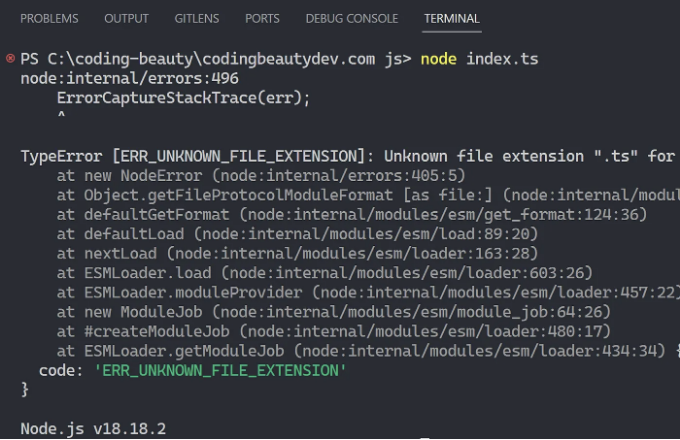 PROBLEMS OUTPUT GITLENS PORTS DEBUG CONSOLE TERMINAL
PS C:\coding-beauty\codingbeautydev.com js> node index.ts
node:internal/errors:496
    ErrorCaptureStackTrace(err);
    ^
TypeError [ERR_UNKNOWN_FILE_EXTENSION]: Unknown file extension ".ts" for
    at new NodeError (node:internal/errors:405:5)
    at Object.getFileProtocolModuleFormat [as file:] (node:internal/modul
    at defaultGetFormat (node:internal/modules/esm/get_format:124:36)
    at defaultLoad (node:internal/modules/esm/load:89:20)
    at nextLoad (node:internal/modules/esm/loader:163:28)
    at ESMLoader.load (node:internal/modules/esm/loader:603:26)
    at ESMLoader.moduleProvider (node:internal/modules/esm/loader:457:22)
    at new ModuleJob (node:internal/modules/esm/module_job:64:26)
    at #createModuleJob (node:internal/modules/esm/loader:480:17)
    at ESMLoader.getModuleJob (node:internal/modules/esm/loader:434:34) {
  code: 'ERR_UNKNOWN_FILE_EXTENSION'
}
Node.js v18.18.2